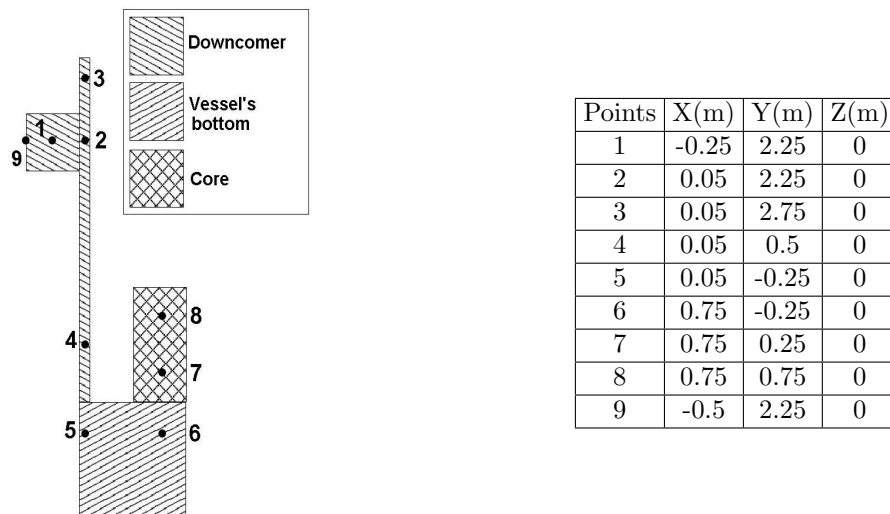 Downcomer
Vessel's
bottom
Core
3
1
2
9
8
4
7
5
6
Points X(m) Y(m) Z(m)
1 -0.25 2.25 0
2 0.05 2.25 0
3 0.05 2.75 0
4 0.05 0.5 0
5 0.05 -0.25 0
6 0.75 -0.25 0
7 0.75 0.25 0
8 0.75 0.75 0
9 -0.5 2.25 0